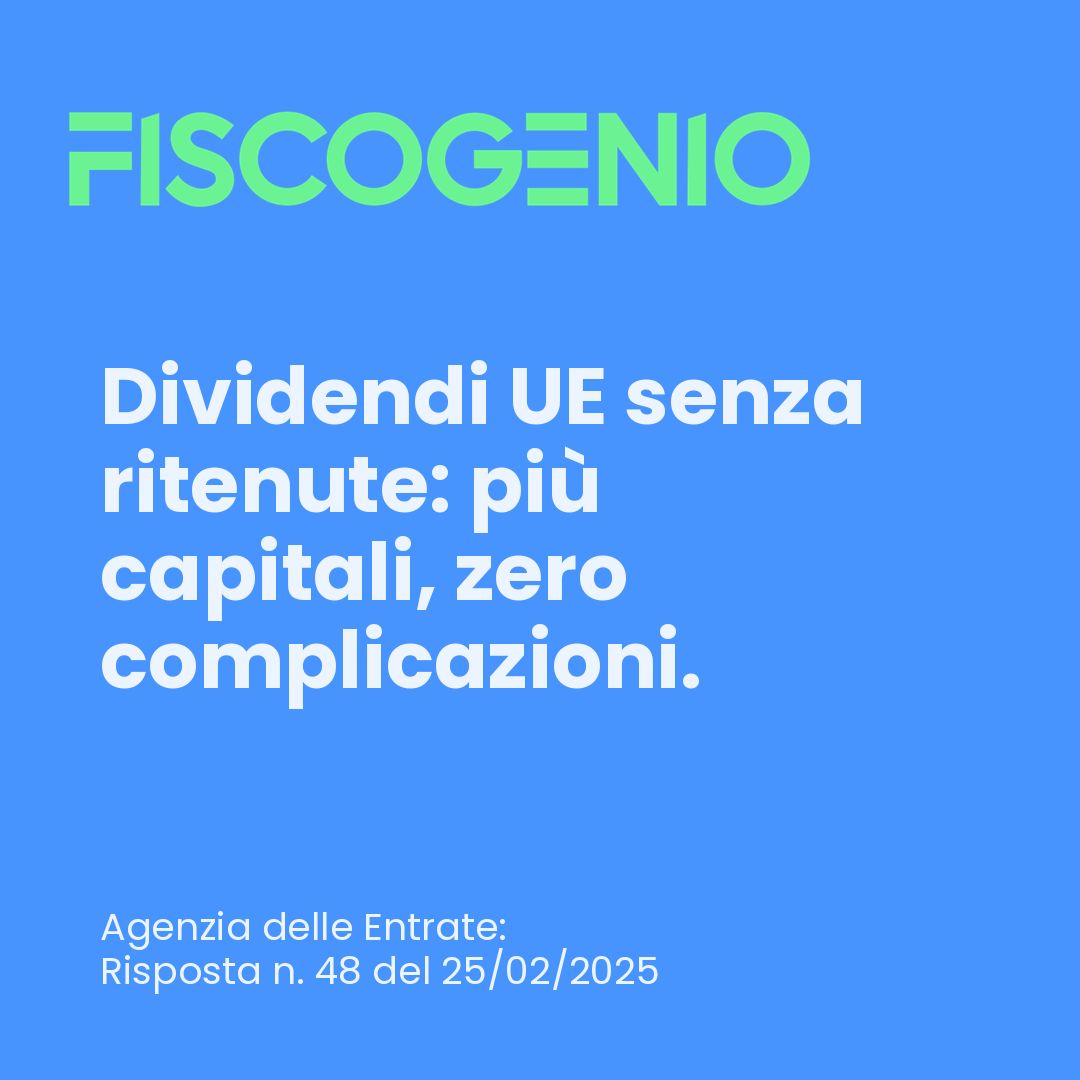 FISCOGENIO
Dividendi UE senza
ritenute: più
capitali, zero
complicazioni.
Agenzia delle Entrate:
Risposta n. 48 del 25/02/2025